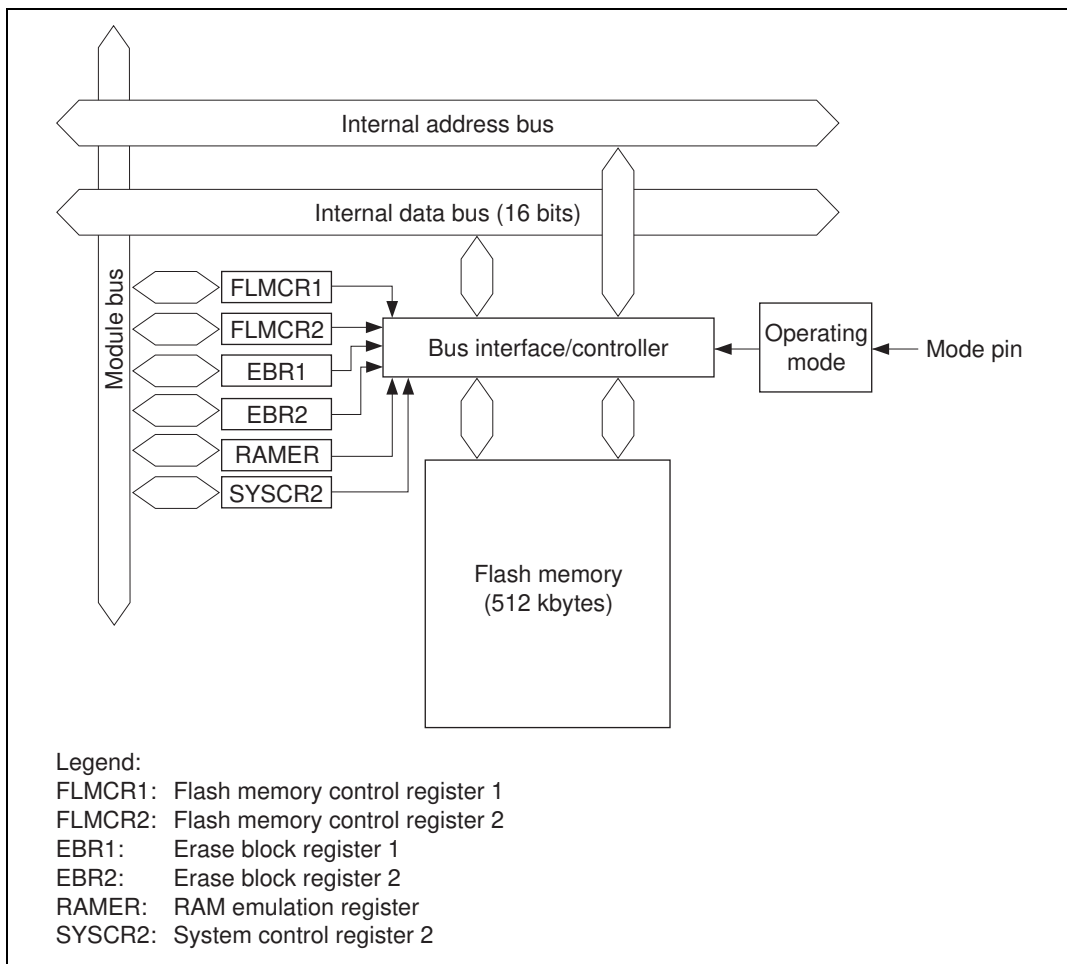 Internal address bus
Internal data bus (16 bits)
Module bus
FLMCR1
FLMCR2
EBR1
EBR2
RAMER
SYSCR2
Bus interface/controller
Operating
mode
Mode pin
Flash memory
(512 kbytes)
Legend:
FLMCR1: Flash memory control register 1
FLMCR2: Flash memory control register 2
EBR1: Erase block register 1
EBR2: Erase block register 2
RAMER: RAM emulation register
SYSCR2: System control register 2